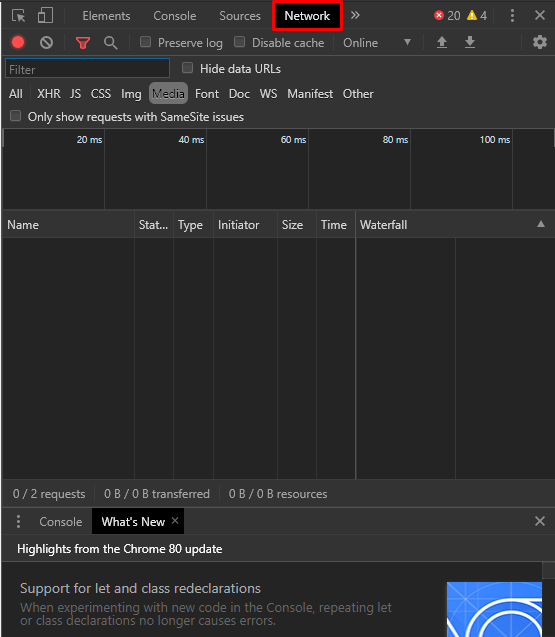 Elements Console Sources Network 20 4
Preserve log Disable cache Online
Filter Hide data URLs
All XHR JS CSS Img Media Font Doc WS Manifest Other
Only show requests with SameSite issues
20 ms 40 ms 60 ms 80 ms 100 ms
Name Stat... Type Initiator Size Time Waterfall
0 / 2 requests 0 B / 0 B transferred 0 B / 0 B resources
Console What's New
Highlights from the Chrome 80 update
Support for let and class redeclarations
When experimenting with new code in the Console, repeating let
or class declarations no longer causes errors.